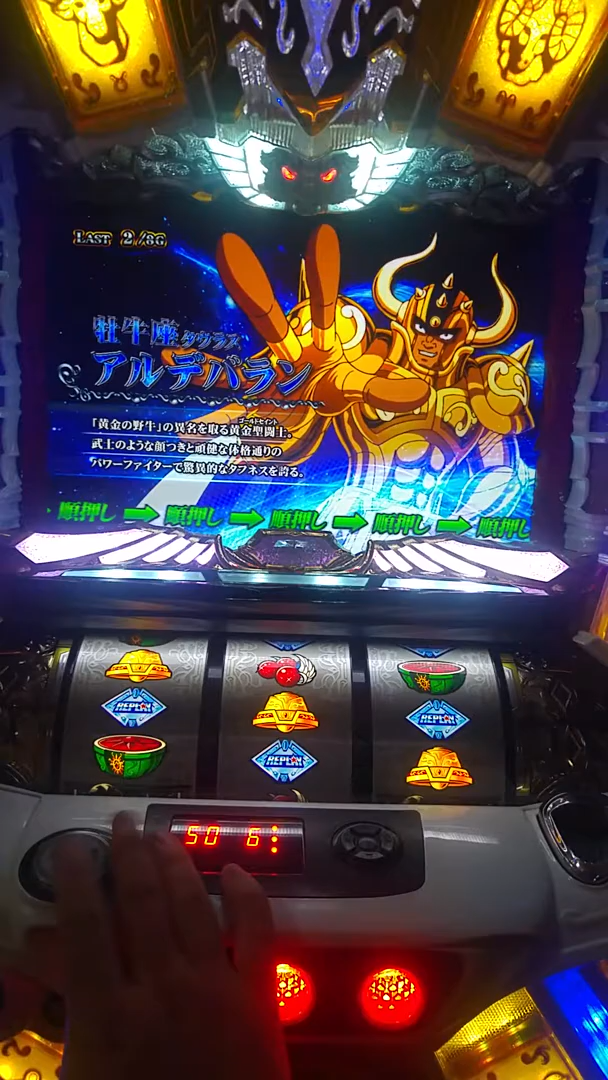 LAST 2/8G
牡牛座 タウラス
アルデバラン
ゴールドセイント
「黄金の野牛」の異名を取る黄金聖闘士。
武士のような顔つきと頑健な体格通りの
パワーファイターで驚異的なタフネスを誇る。
順押し 順押し 順押し 順押し 順押し
REPLAY
REPLAY
REPLAY
50 6